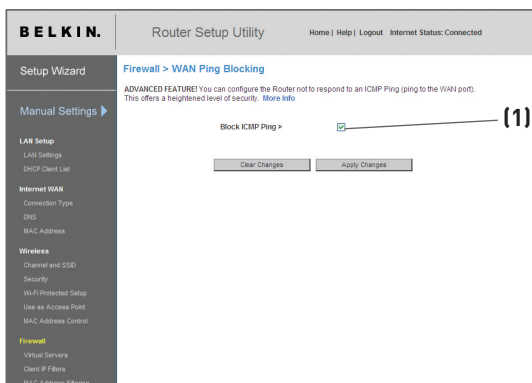 BELKIN.
Router Setup Utility
Home | Help | Logout Internet Status: Connected
Setup Wizard
Manual Settings
LAN Setup
LAN Settings
DHCP Client List
Internet WAN
Connection Type
DNS
MAC Address
Wireless
Channel and SSID
Security
Wi-Fi Protected Setup
Use as Access Point
MAC Address Control
Firewall
Virtual Servers
Client IP Filters
MAC Address Filtering
Firewall > WAN Ping Blocking
ADVANCED FEATURE! You can configure the Router not to respond to an ICMP Ping (ping to the WAN port).
This offers a heightened level of security. More Info
Block ICMP Ping >
(1)
Clear Changes
Apply Changes